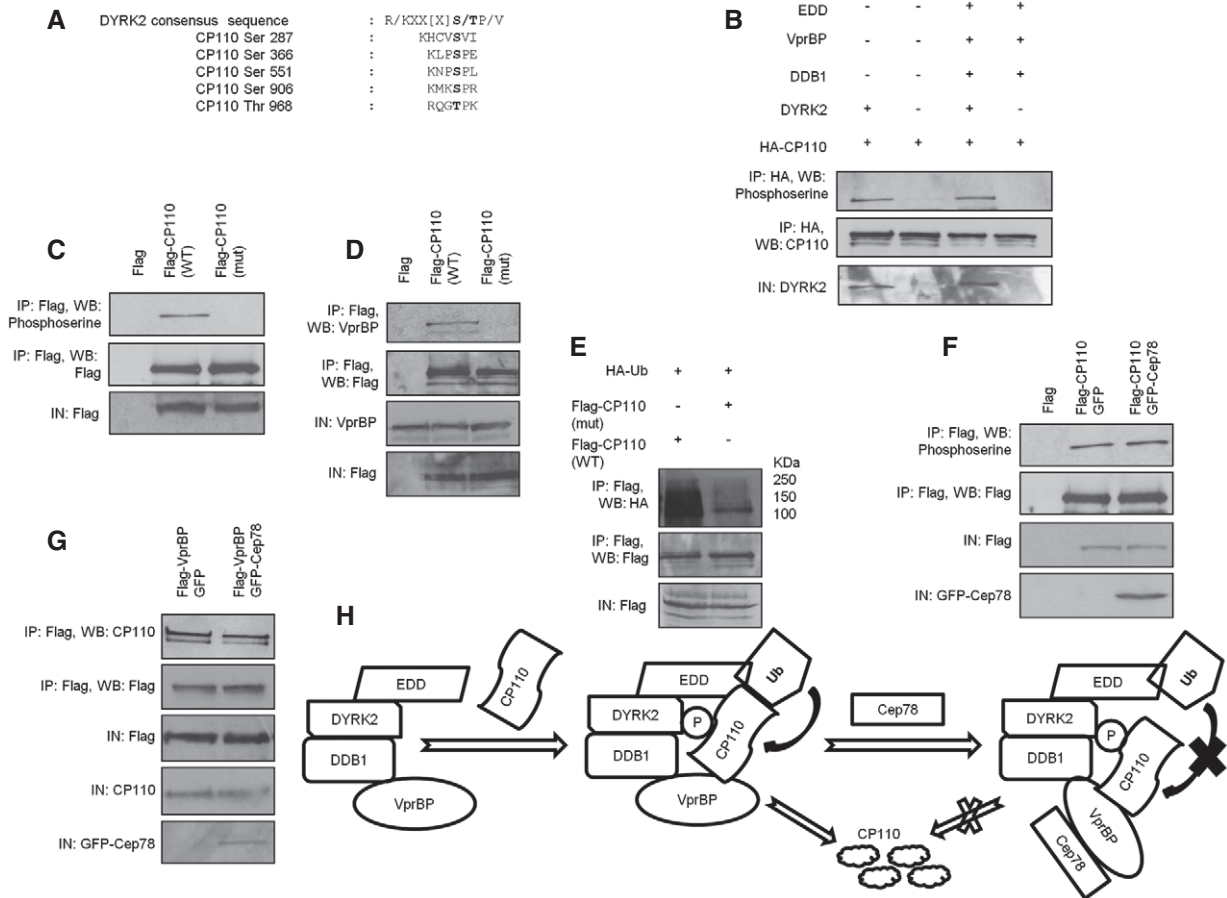 A
DYRK2 consensus sequence : R/KXX[X]S/TP/V
CP110 Ser 287 : KHCVSVI
CP110 Ser 366 : KLPSPE
CP110 Ser 551 : KNPSPL
CP110 Ser 906 : KMKSPR
CP110 Thr 968 : RQGTPK
B
EDD - - + +
VprBP - - + +
DDB1 - - + +
DYRK2 + - + -
HA-CP110 + + + +
IP: HA, WB:
Phosphoserine
IP: HA,
WB: CP110
IN: DYRK2
C
Flag
Flag-CP110
(WT)
Flag-CP110
(mut)
IP: Flag, WB:
Phosphoserine
IP: Flag, WB:
Flag
IN: Flag
D
Flag
Flag-CP110
(WT)
Flag-CP110
(mut)
IP: Flag,
WB: VprBP
IP: Flag,
WB: Flag
IN: VprBP
IN: Flag
E
HA-Ub + +
Flag-CP110
(mut) - +
Flag-CP110
(WT) + -
KDa
250
150
100
IP: Flag,
WB: HA
IP: Flag,
WB: Flag
IN: Flag
F
Flag
Flag-CP110
GFP
Flag-CP110
GFP-Cep78
IP: Flag, WB:
Phosphoserine
IP: Flag, WB: Flag
IN: Flag
IN: GFP-Cep78
G
Flag-VprBP
GFP
Flag-VprBP
GFP-Cep78
IP: Flag, WB: CP110
IP: Flag, WB: Flag
IN: Flag
IN: CP110
IN: GFP-Cep78
H
EDD
DYRK2
DDB1
VprBP
CP110
EDD
Ub
DYRK2
P
CP110
DDB1
VprBP
Cep78
CP110
EDD
Ub
DYRK2
P
CP110
DDB1
VprBP
Cep78